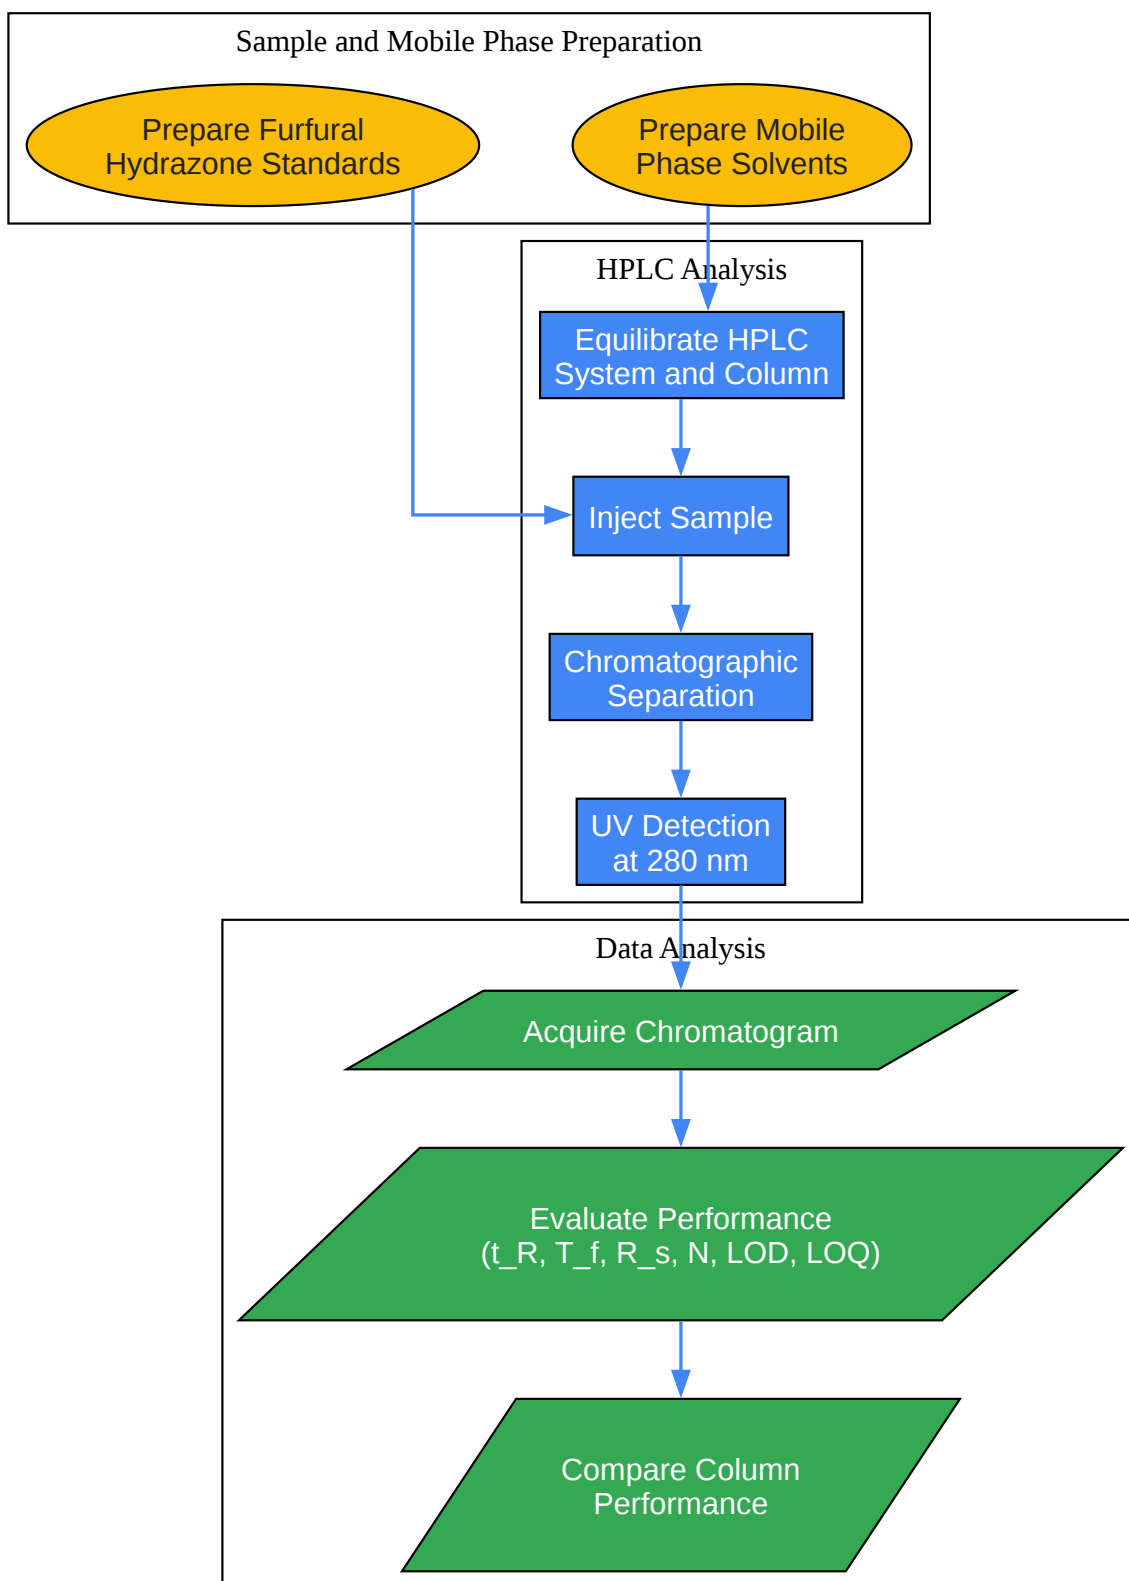 Sample and Mobile Phase Preparation
Prepare Furfural
Hydrazone Standards
Prepare Mobile
Phase Solvents
HPLC Analysis
Equilibrate HPLC
System and Column
Inject Sample
Chromatographic
Separation
UV Detection
at 280 nm
Data Analysis
Acquire Chromatogram
Evaluate Performance
(t_R, T_f, R_s, N, LOD, LOQ)
Compare Column
Performance